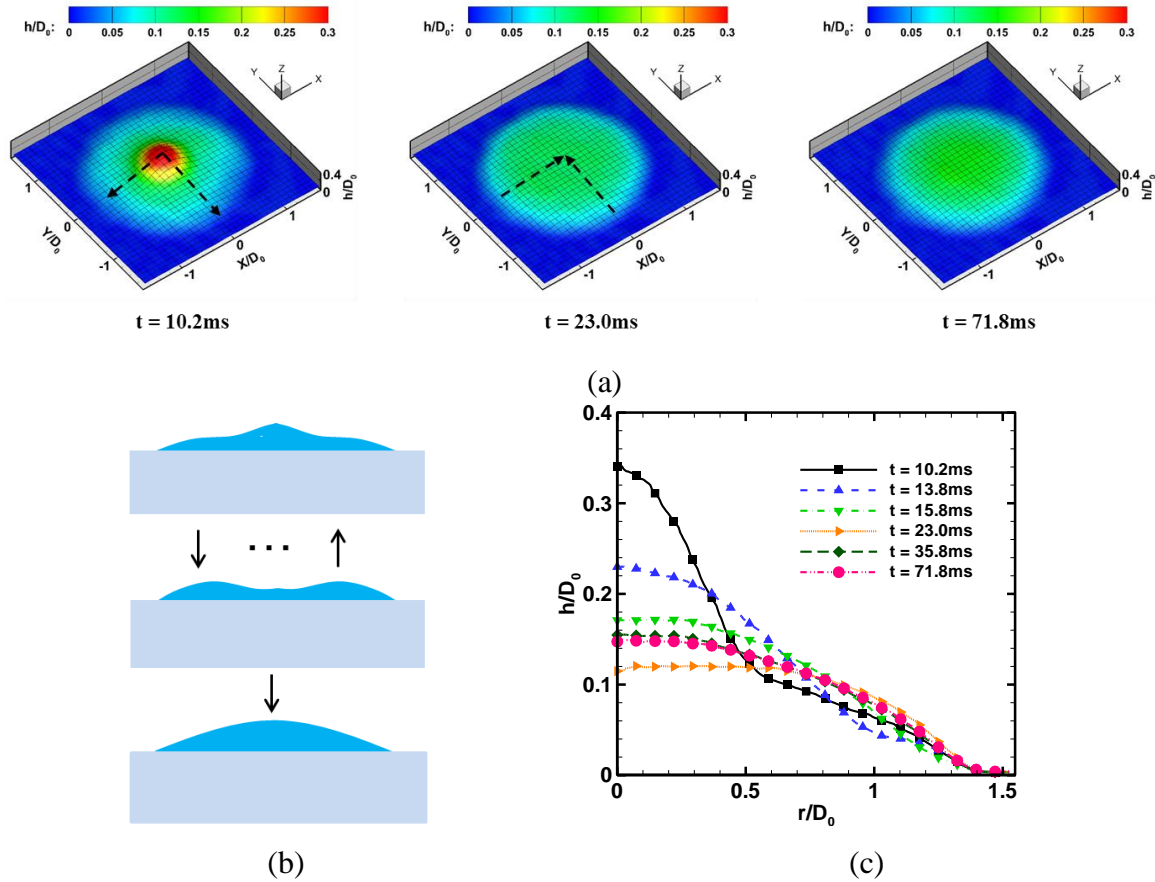 h/D0: 0 0.05 0.1 0.15 0.2 0.25 0.3
h/D0: 0 0.05 0.1 0.15 0.2 0.25 0.3
h/D0: 0 0.05 0.1 0.15 0.2 0.25 0.3
Y Z X
Y Z X
Y Z X
1 0 -1 Y/D0 -1 0 1 X/D0 0 0.4 h/D0
1 0 -1 Y/D0 -1 0 1 X/D0 0 0.4 h/D0
1 0 -1 Y/D0 -1 0 1 X/D0 0 0.4 h/D0
t = 10.2ms
t = 23.0ms
t = 71.8ms
(a)
h/D0
0.4
0.3
0.2
0.1
0
t = 10.2ms
t = 13.8ms
t = 15.8ms
t = 23.0ms
t = 35.8ms
t = 71.8ms
0 0.5 1 1.5
r/D0
(b)
(c)